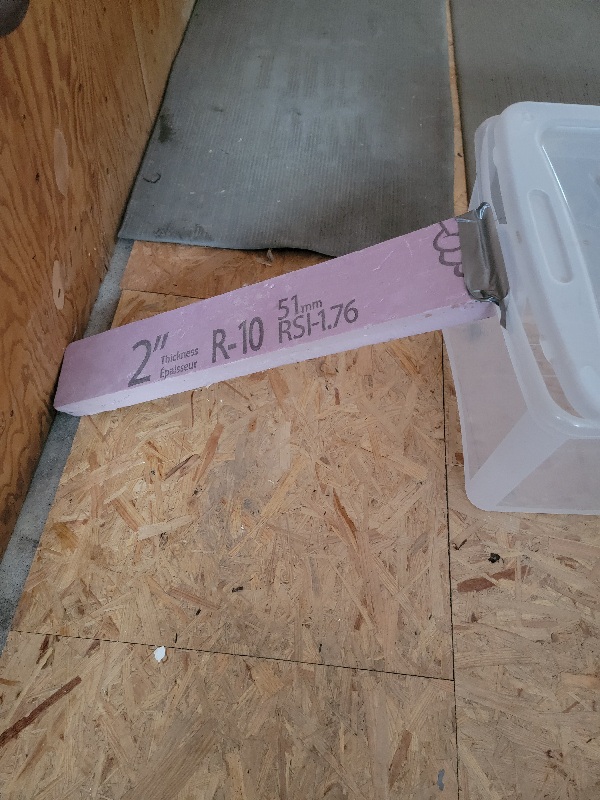 2" Thickness
Épaisseur
R-10
51mm
RSI-1.76